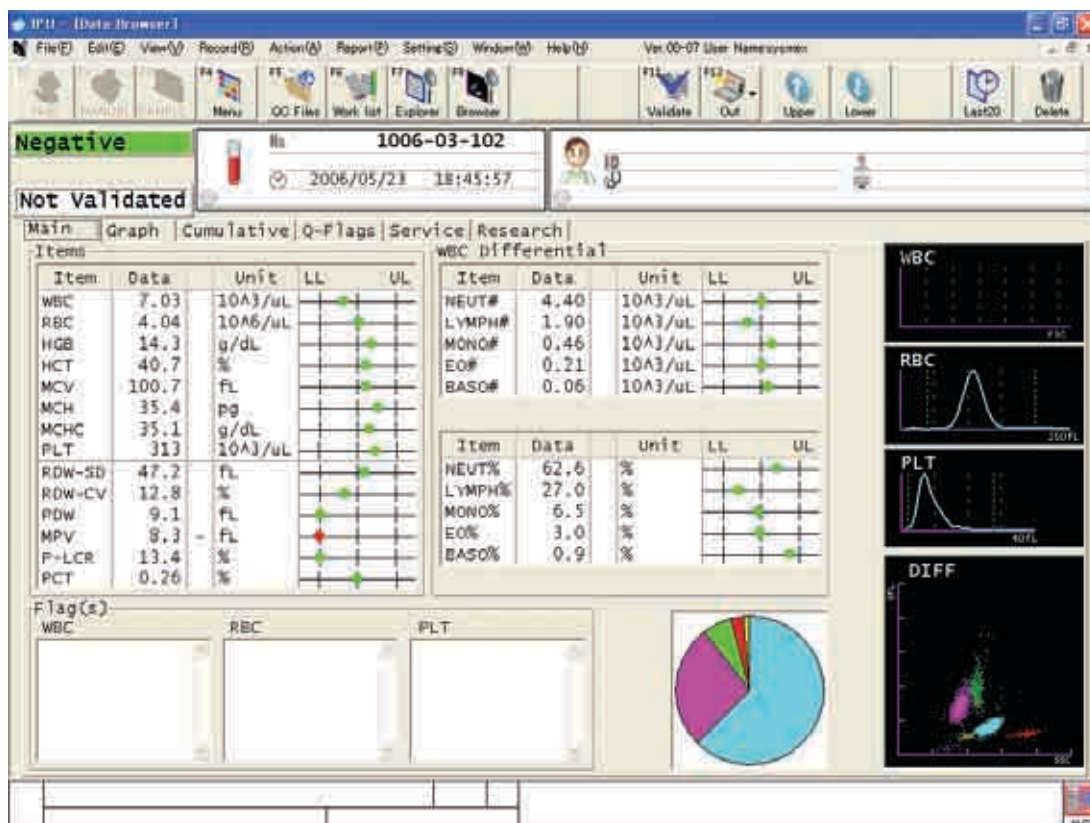 IPU - [Data Browser]
File(F) Edit(E) View(V) Record(R) Action(A) Report(P) Setting(S) Window(W) Help(H) Ver.00-07 User Name:sysmex
F4 F5 F6 F7 F8 F11 F12
Menu QC Files Work list Explorer Browser Validate Out Upper Lower Last20 Delete
Negative
No 1006-03-102
2006/05/23 18:45:57
Not Validated
Main Graph Cumulative Q-Flags Service Research
Items
Item Data Unit LL UL
WBC 7.03 10^3/uL
RBC 4.04 10^6/uL
HGB 14.3 g/dL
HCT 40.7 %
MCV 100.7 fL
MCH 35.4 pg
MCHC 35.1 g/dL
PLT 313 10^3/uL
RDW-SD 47.2 fL
RDW-CV 12.8 %
PDW 9.1 fL
MPV 8.3 - fL
P-LCR 13.4 %
PCT 0.26 %
WBC Differential
Item Data Unit LL UL
NEUT# 4.40 10^3/uL
LYMPH# 1.90 10^3/uL
MONO# 0.46 10^3/uL
EO# 0.21 10^3/uL
BASO# 0.06 10^3/uL
Item Data Unit LL UL
NEUT% 62.6 %
LYMPH% 27.0 %
MONO% 6.5 %
EO% 3.0 %
BASO% 0.9 %
WBC
RBC
250fL
PLT
40fL
DIFF
SSC
Flag(s)
WBC RBC PLT